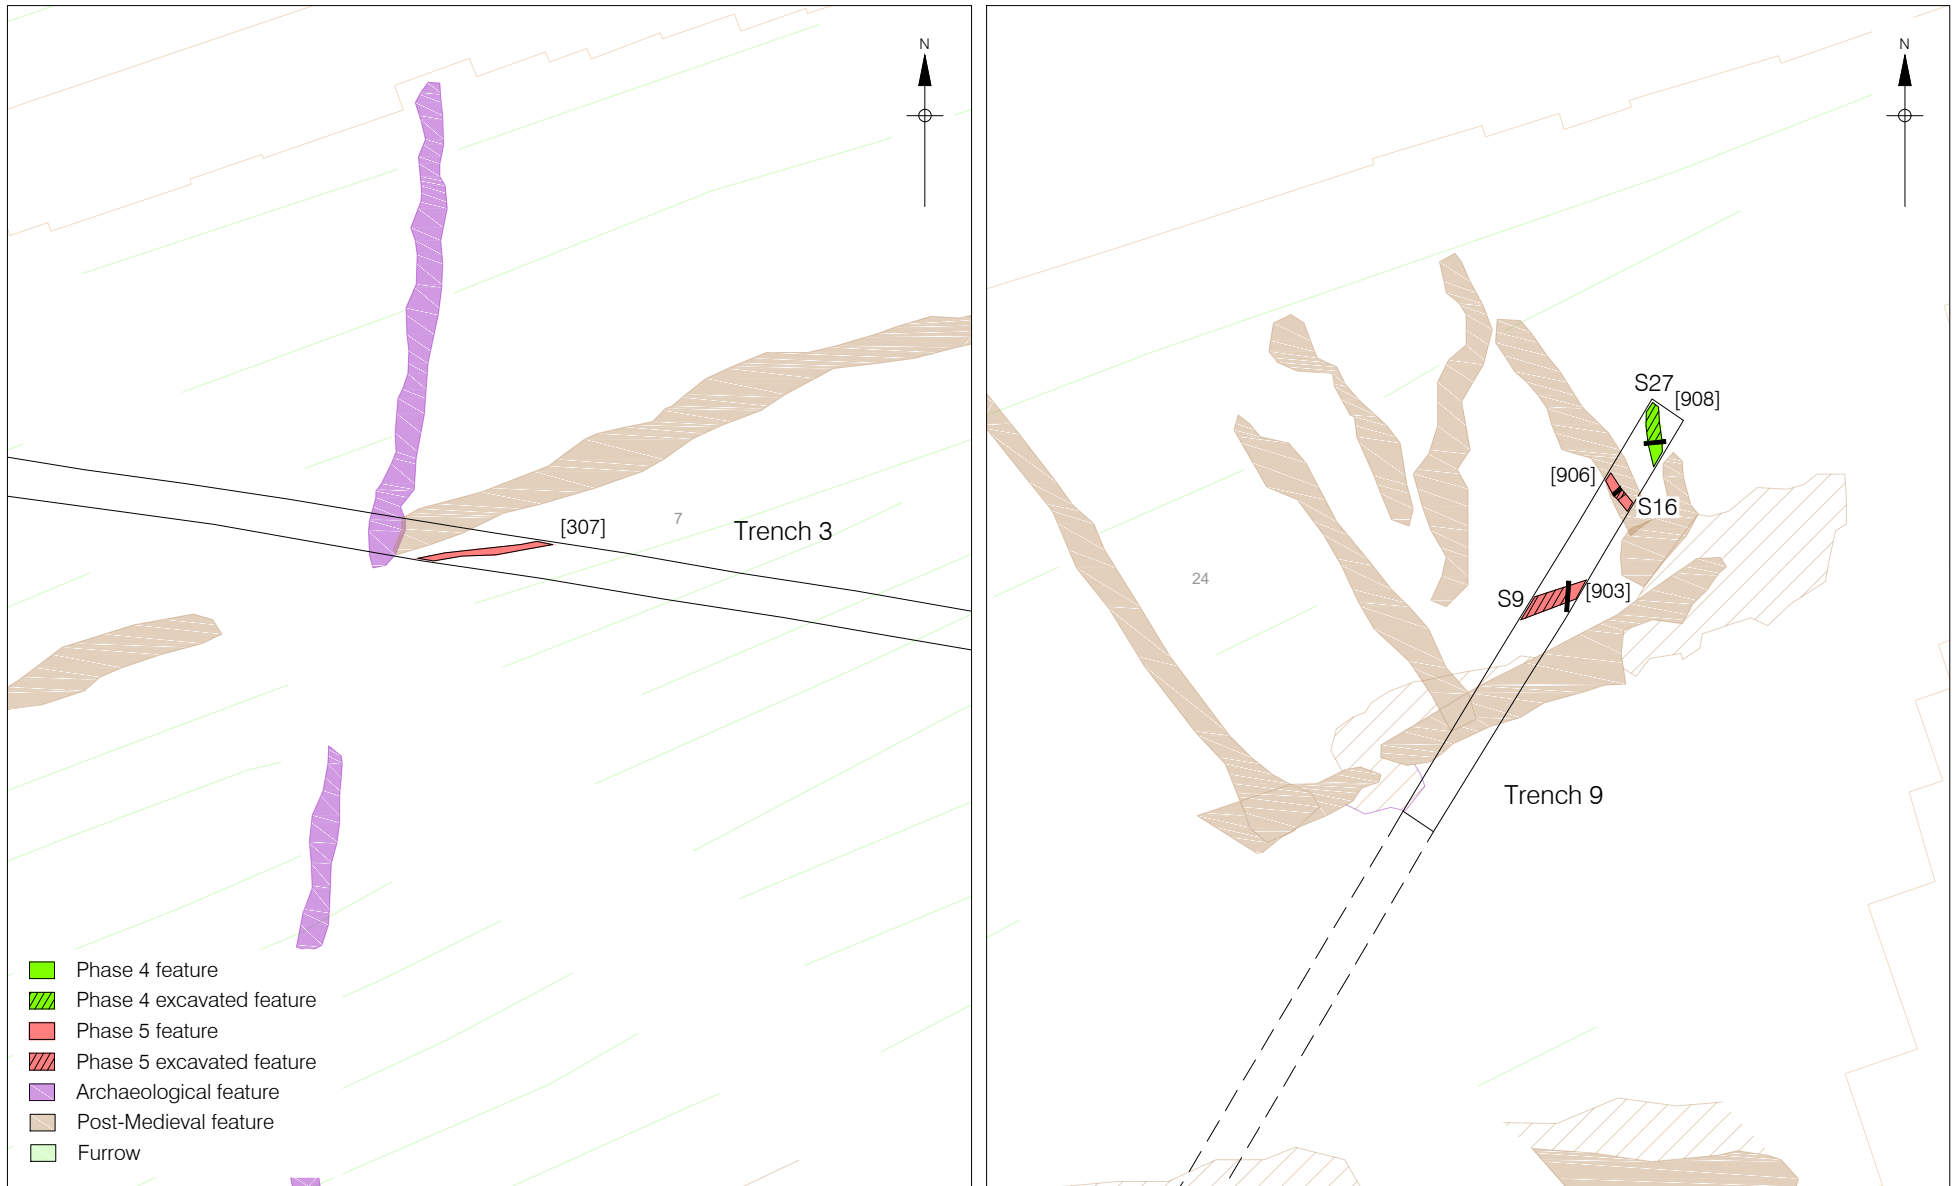 N
[307]
7
Trench 3
Phase 4 feature
Phase 4 excavated feature
Phase 5 feature
Phase 5 excavated feature
Archaeological feature
Post-Medieval feature
Furrow
N
S27
[908]
[906]
S16
24
S9
[903]
Trench 9